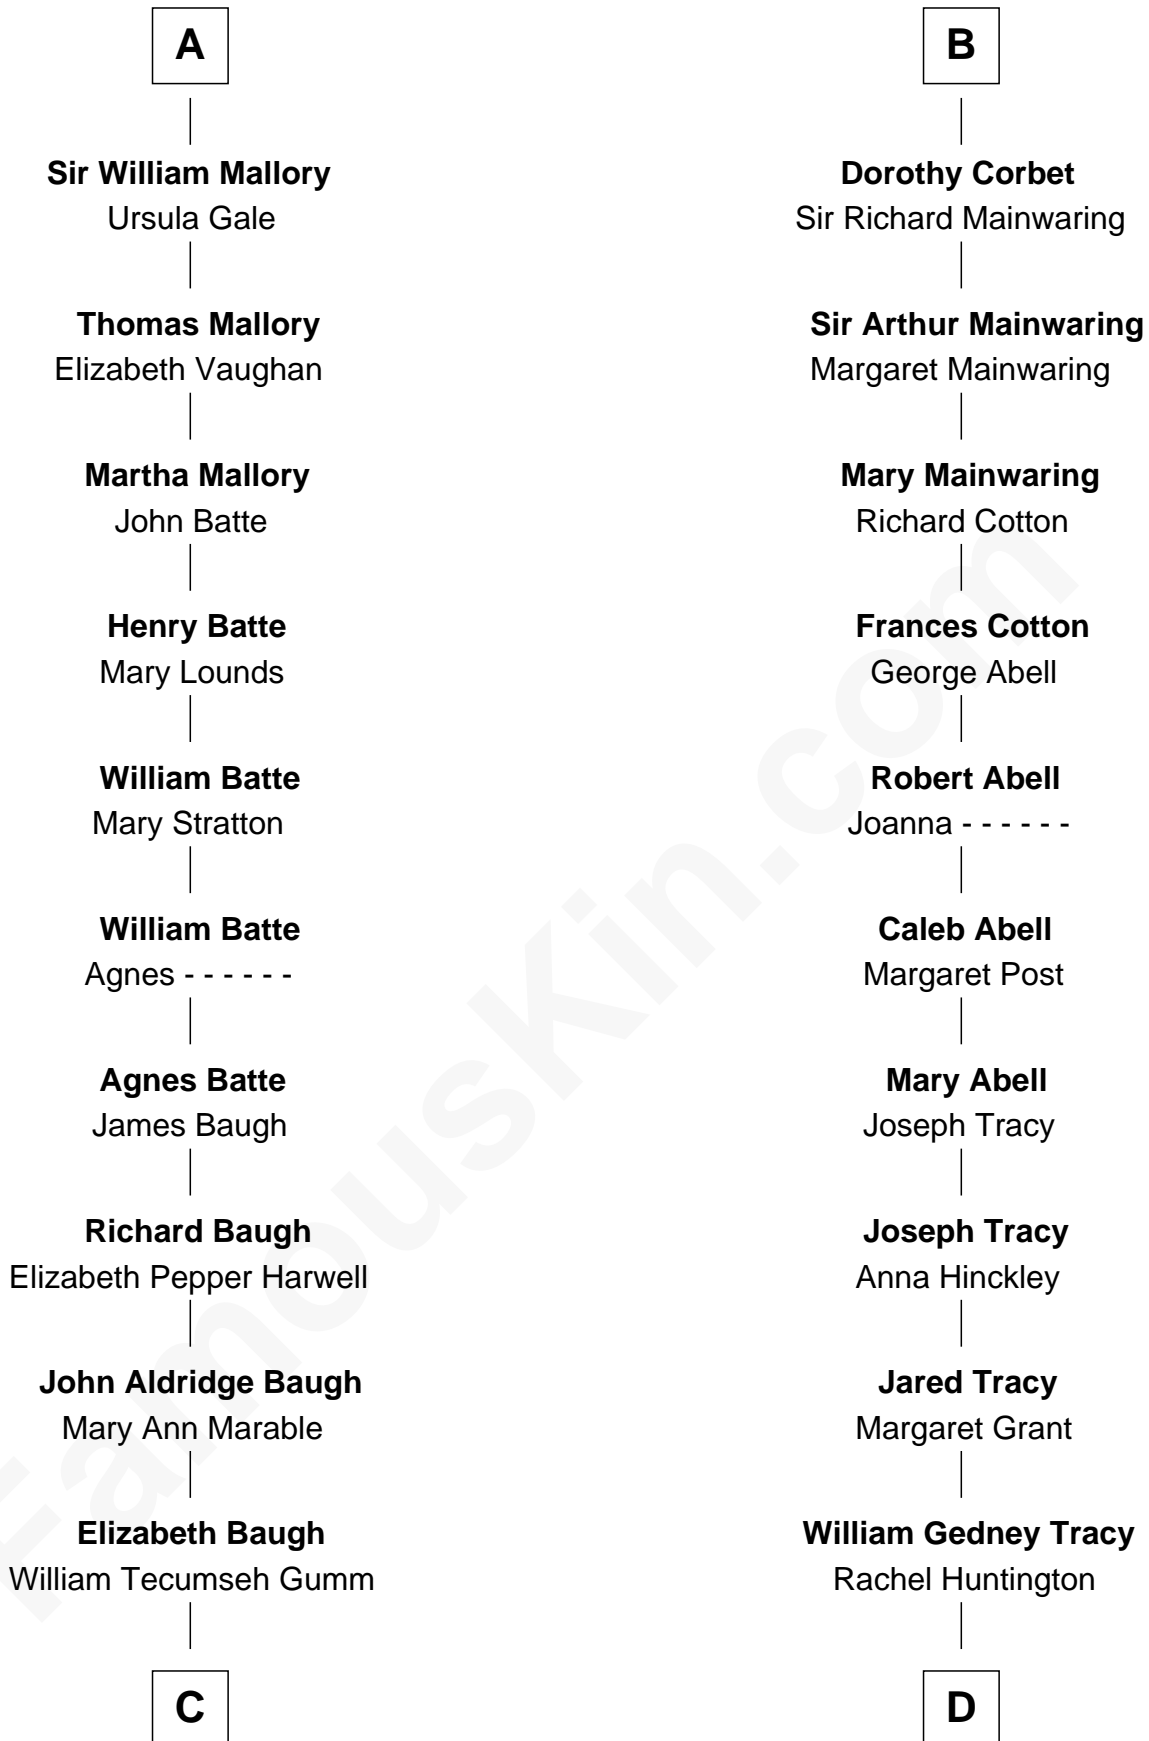 A
Sir William Mallory
Ursula Gale
Thomas Mallory
Elizabeth Vaughan
Martha Mallory
John Batte
Henry Batte
Mary Lounds
William Batte
Mary Stratton
William Batte
Agnes - - - - - -
Agnes Batte
James Baugh
Richard Baugh
Elizabeth Pepper Harwell
John Aldridge Baugh
Mary Ann Marable
Elizabeth Baugh
William Tecumseh Gumm
C
B
Dorothy Corbet
Sir Richard Mainwaring
Sir Arthur Mainwaring
Margaret Mainwaring
Mary Mainwaring
Richard Cotton
Frances Cotton
George Abell
Robert Abell
Joanna - - - - - -
Caleb Abell
Margaret Post
Mary Abell
Joseph Tracy
Joseph Tracy
Anna Hinckley
Jared Tracy
Margaret Grant
William Gedney Tracy
Rachel Huntington
D
FamousKin.com